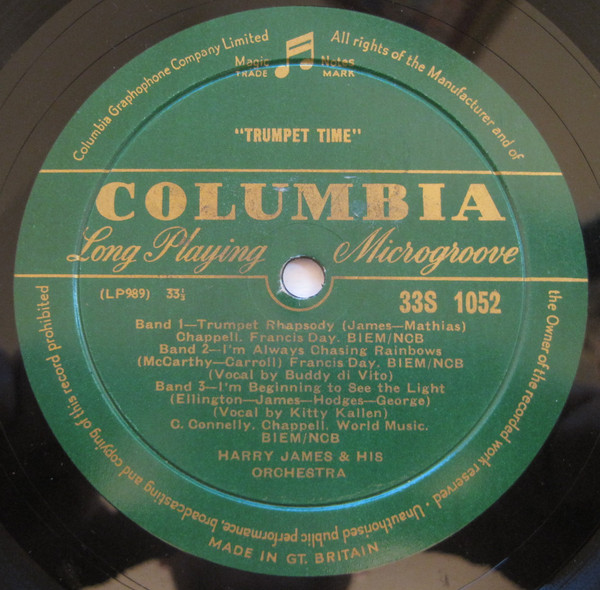 Columbia Graphophone Company Limited
Magic Notes
TRADE MARK
All rights of the Manufacturer and of
the Owner of the recorded work reserved · Unauthorised public performance, broadcasting and copying of this record prohibited
"TRUMPET TIME"
COLUMBIA
Long Playing Microgroove
(LP989) 33⅓
33S 1052
Band 1—Trumpet Rhapsody (James—Mathias)
Chappell. Francis Day. BIEM/NCB
Band 2—I'm Always Chasing Rainbows
(McCarthy—Carroll) Francis Day. BIEM/NCB
(Vocal by Buddy di Vito)
Band 3—I'm Beginning to See the Light
(Ellington—James—Hodges—George)
(Vocal by Kitty Kallen)
C. Connelly. Chappell. World Music.
BIEM/NCB
HARRY JAMES & HIS
ORCHESTRA
MADE IN GT. BRITAIN